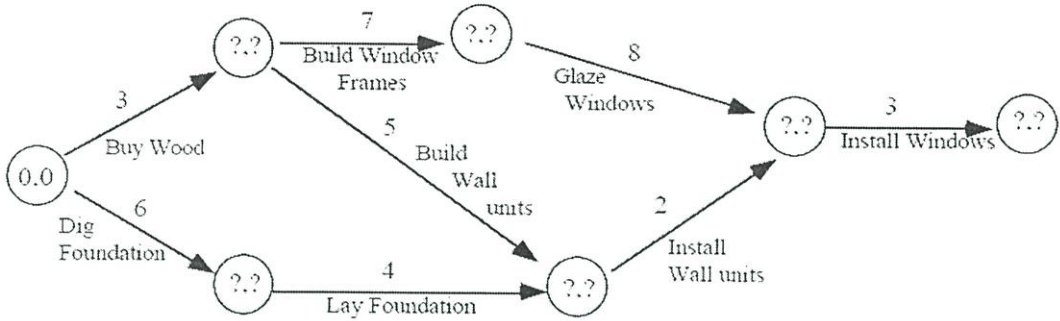 7
?.?
?.?
Build Window
Frames
8
Glaze
Windows
3
Buy Wood
5
Build
Wall
units
?.?
3
Install Windows
?.?
0.0
6
Dig
Foundation
2
Install
Wall units
?.?
4
Lay Foundation
?.?